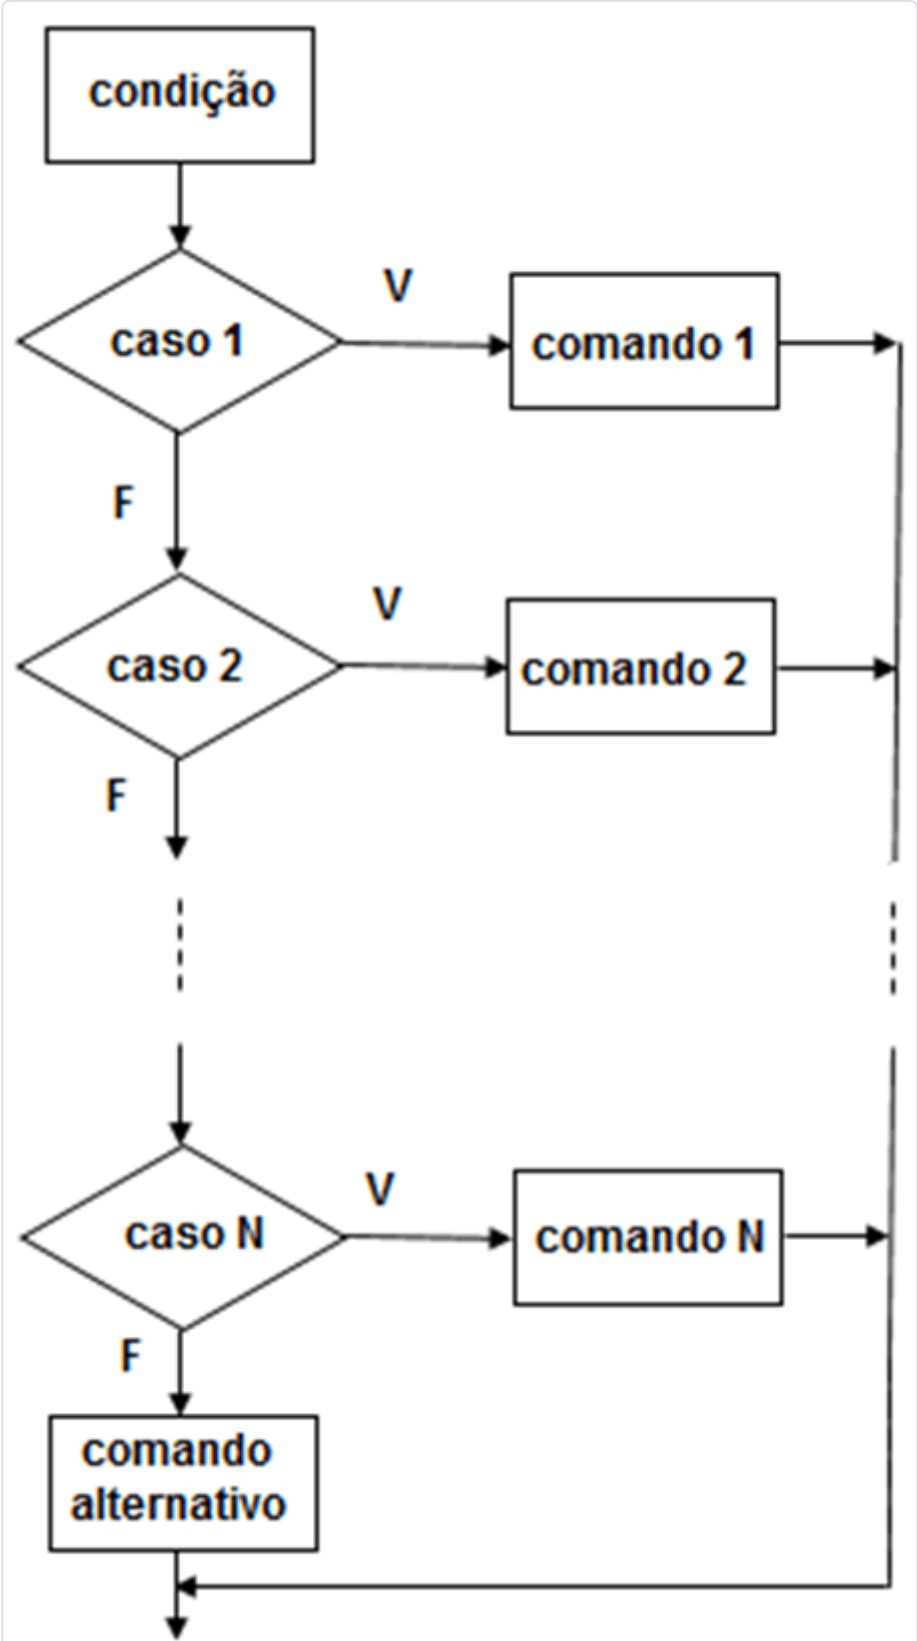 condição
caso 1
V
comando 1
F
caso 2
V
comando 2
F
caso N
V
comando N
F
comando
alternativo